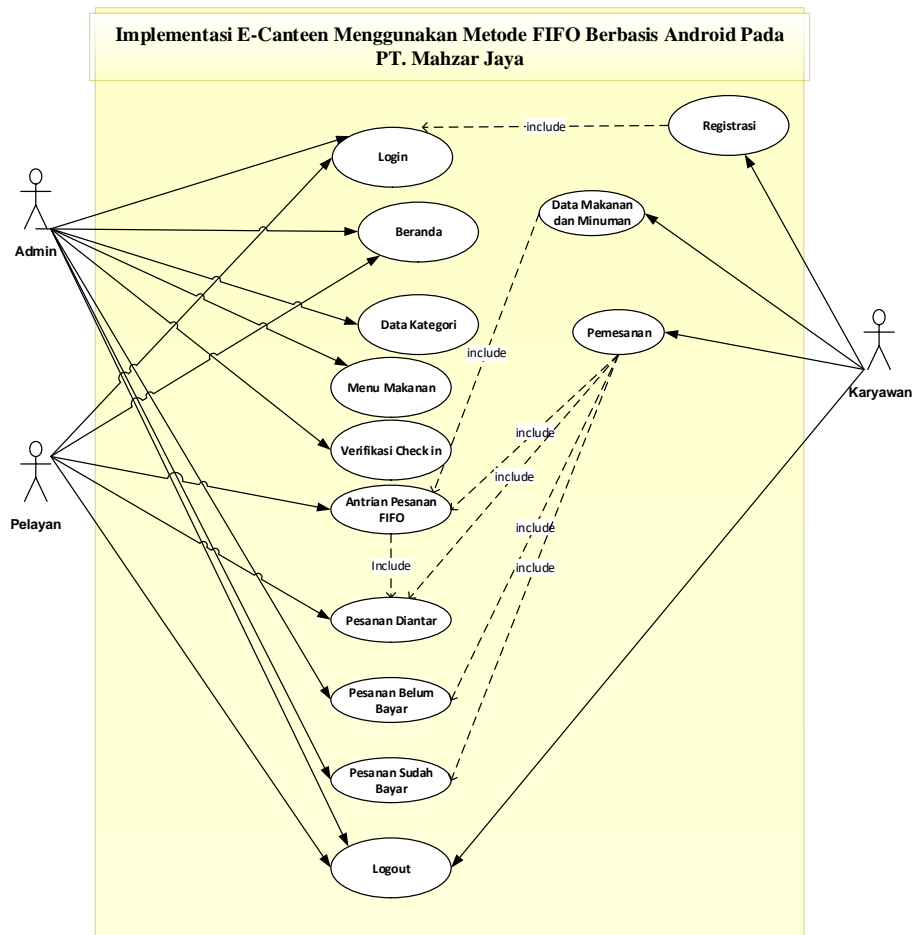 Implementasi E-Canteen Menggunakan Metode FIFO Berbasis Android Pada
PT. Mahzar Jaya
include
Registrasi
Login
Data Makanan
dan Minuman
Beranda
Admin
Data Kategori
Pemesanan
include
Menu Makanan
Karyawan
include
Verifikasi Check in
include
Antrian Pesanan
FIFO
Pelayan
include
Include
include
Pesanan Diantar
Pesanan Belum
Bayar
Pesanan Sudah
Bayar
Logout